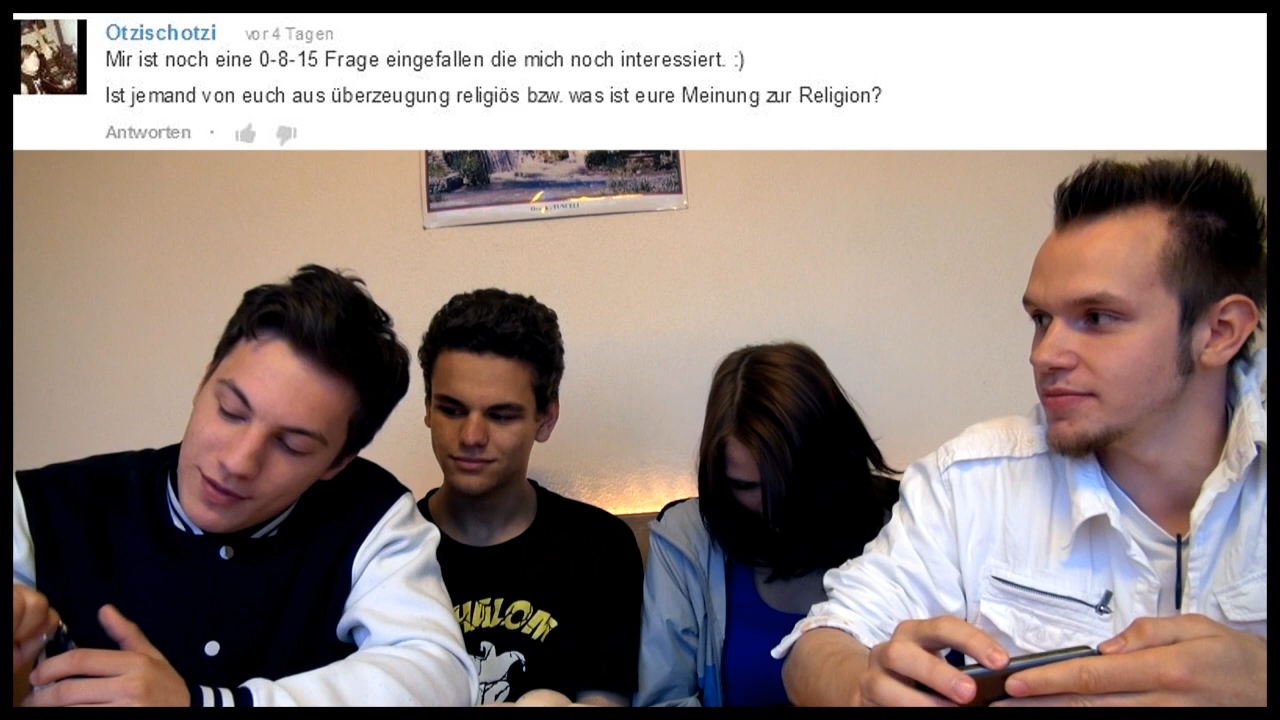 Otzischotzi vor 4 Tagen
Mir ist noch eine 0-8-15 Frage eingefallen die mich noch interessiert. :)
Ist jemand von euch aus überzeugung religiös bzw. was ist eure Meinung zur Religion?
Antworten ·